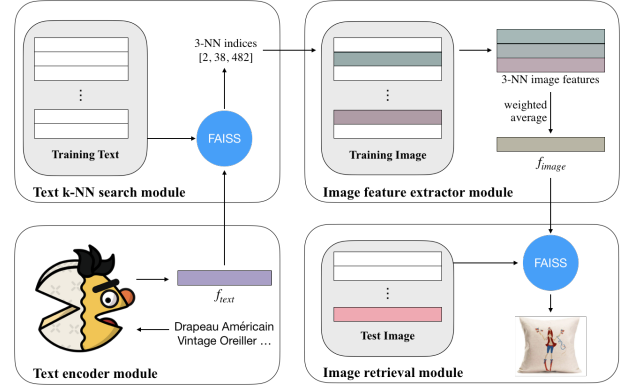 3-NN indices
[2, 38, 482]
FAISS
Training Text
Text k-NN search module
Training Image
3-NN image features
weighted
average
f_image
Image feature extractor module
f_text
Drapeau Américain
Vintage Oreiller ...
Text encoder module
FAISS
Test Image
Image retrieval module